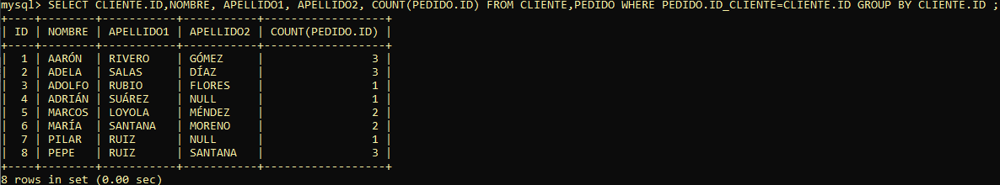 mysql> SELECT CLIENTE.ID,NOMBRE, APELLIDO1, APELLIDO2, COUNT(PEDIDO.ID) FROM CLIENTE,PEDIDO WHERE PEDIDO.ID_CLIENTE=CLIENTE.ID GROUP BY CLIENTE.ID ;
+----+---------+-----------+-----------+------------------+
| ID | NOMBRE  | APELLIDO1 | APELLIDO2 | COUNT(PEDIDO.ID) |
+----+---------+-----------+-----------+------------------+
|  1 | AARÓN   | RIVERO    | GÓMEZ     |                3 |
|  2 | ADELA   | SALAS     | DÍAZ      |                3 |
|  3 | ADOLFO  | RUBIO     | FLORES    |                1 |
|  4 | ADRIÁN  | SUÁREZ    | NULL      |                1 |
|  5 | MARCOS  | LOYOLA    | MÉNDEZ    |                2 |
|  6 | MARÍA   | SANTANA   | MORENO    |                2 |
|  7 | PILAR   | RUIZ      | NULL      |                1 |
|  8 | PEPE    | RUIZ      | SANTANA   |                3 |
+----+---------+-----------+-----------+------------------+
8 rows in set (0.00 sec)